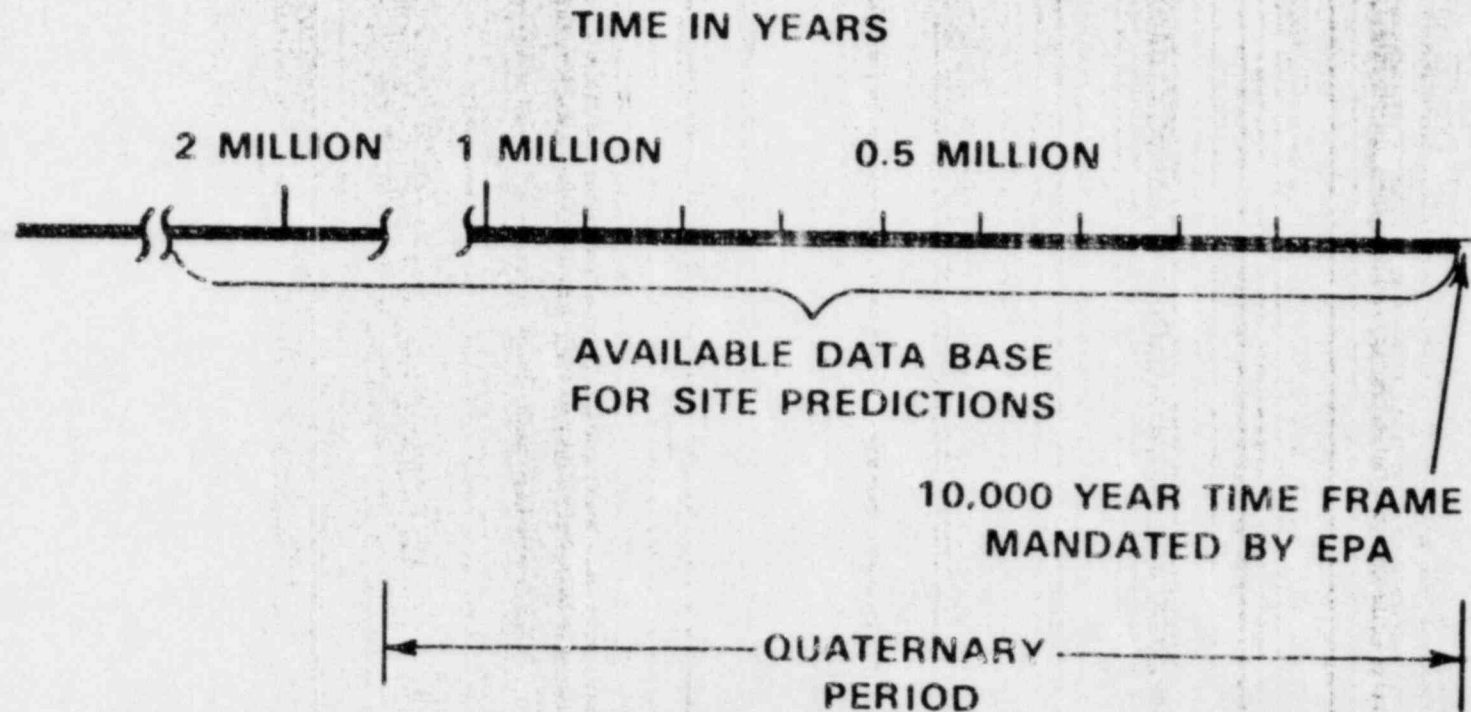 TIME IN YEARS
2 MILLION
1 MILLION
0.5 MILLION
AVAILABLE DATA BASE
FOR SITE PREDICTIONS
10,000 YEAR TIME FRAME
MANDATED BY EPA
QUATERNARY
PERIOD